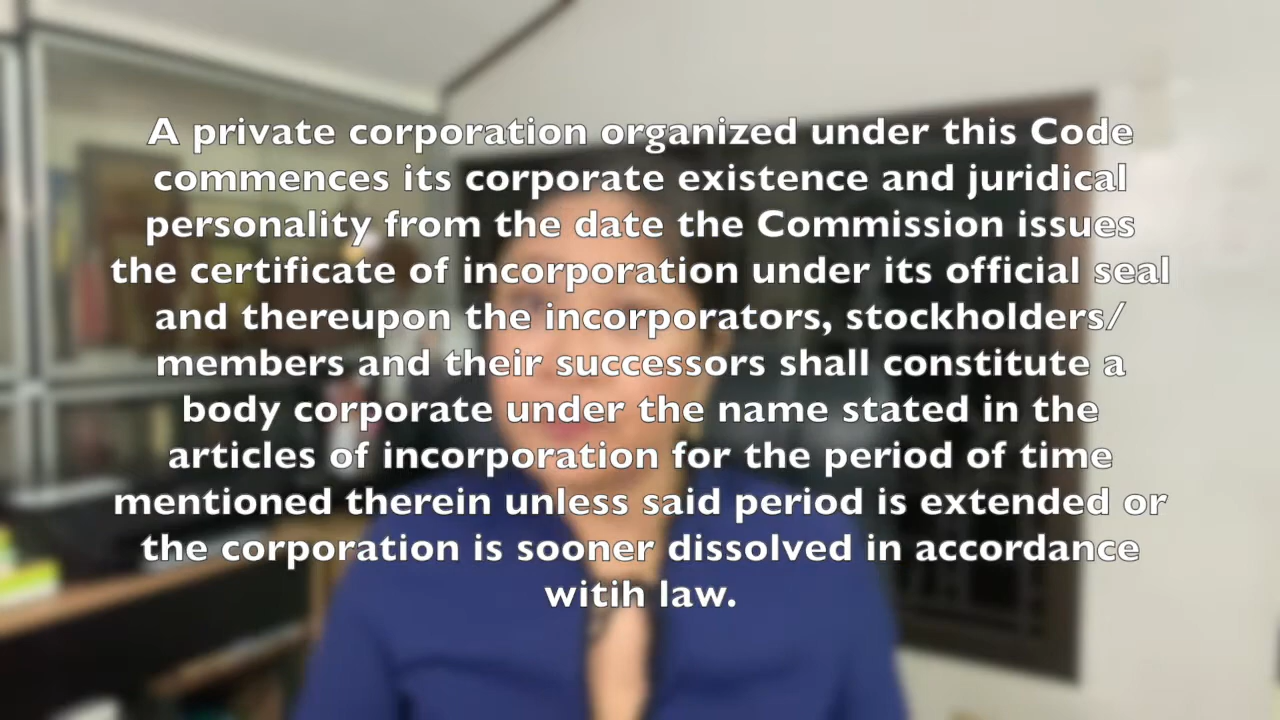 A private corporation organized under this Code
commences its corporate existence and juridical
personality from the date the Commission issues
the certificate of incorporation under its official seal
and thereupon the incorporators, stockholders/
members and their successors shall constitute a
body corporate under the name stated in the
articles of incorporation for the period of time
mentioned therein unless said period is extended or
the corporation is sooner dissolved in accordance
witih law.